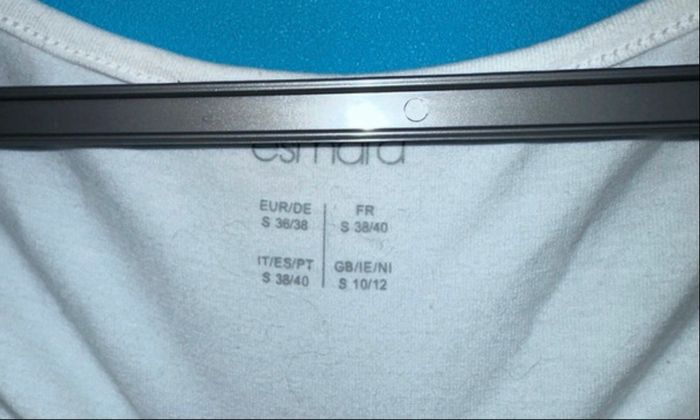 esmara
EUR/DE
S 36/38
FR
S 38/40
IT/ES/PT
S 38/40
GB/IE/NI
S 10/12